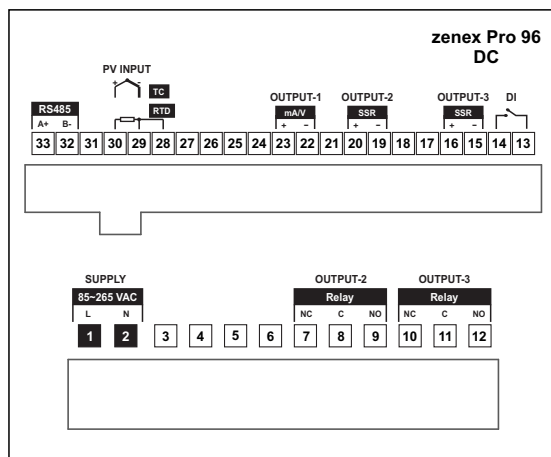 zenex Pro 96
DC
PV INPUT
+ -
TC
RTD
OUTPUT-1
mA/V
+ −
OUTPUT-2
SSR
+ −
OUTPUT-3
SSR
+ −
DI
RS485
A+ B-
33 32 31 30 29 28 27 26 25 24 23 22 21 20 19 18 17 16 15 14 13
SUPPLY
85~265 VAC
L N
OUTPUT-2
Relay
NC C NO
OUTPUT-3
Relay
NC C NO
1 2 3 4 5 6 7 8 9 10 11 12